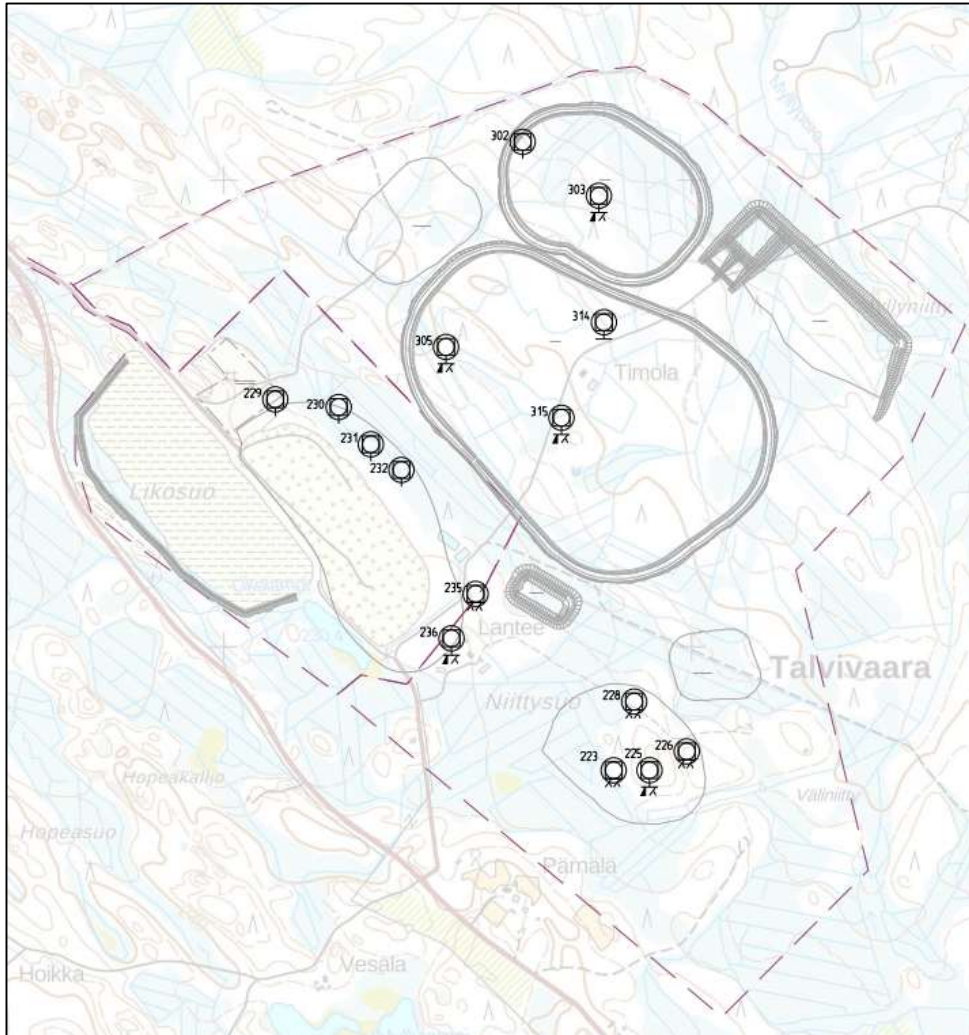 302
303
314
305
Timola
229
230
315
231
232
Likosuo
235
236
Lantee
Talvivaara
Niittysuo
228
226
223
225
Hopeakallio
Väliniitty
Hopeasuo
Pärnälä
Vesala
Hoikka